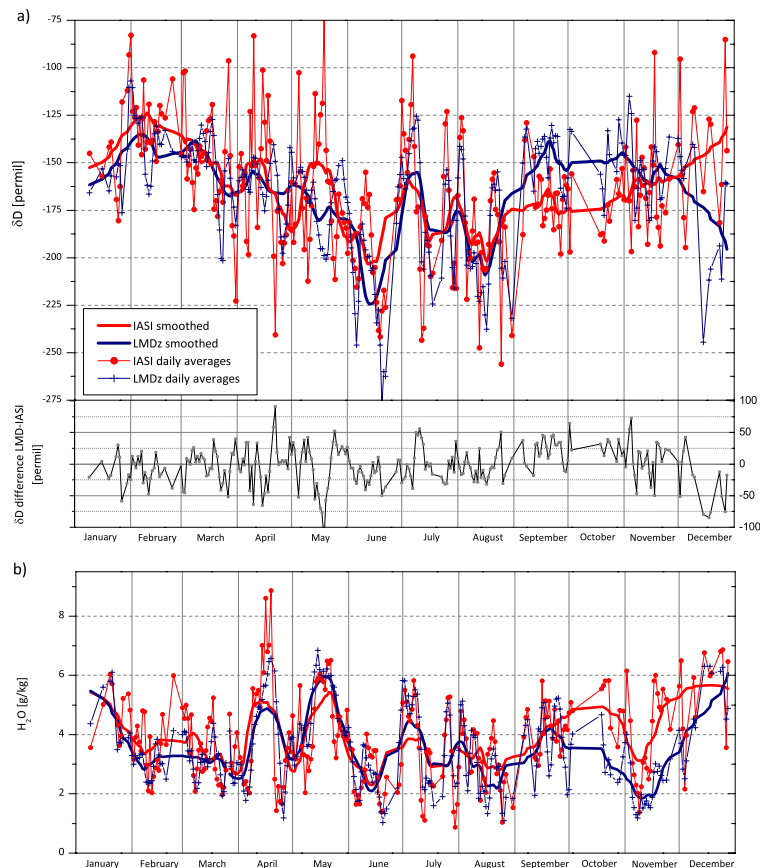 a)
-75
-100
-125
-150
-175
-200
-225
-250
-275
δD [permil]
IASI smoothed
LMDz smoothed
IASI daily averages
LMDz daily averages
100
50
0
-50
-100
δD difference LMD-IASI
[permil]
January February March April May June July August September October November December
b)
8
6
4
2
0
H2O [g/kg]
January February March April May June July August September October November December